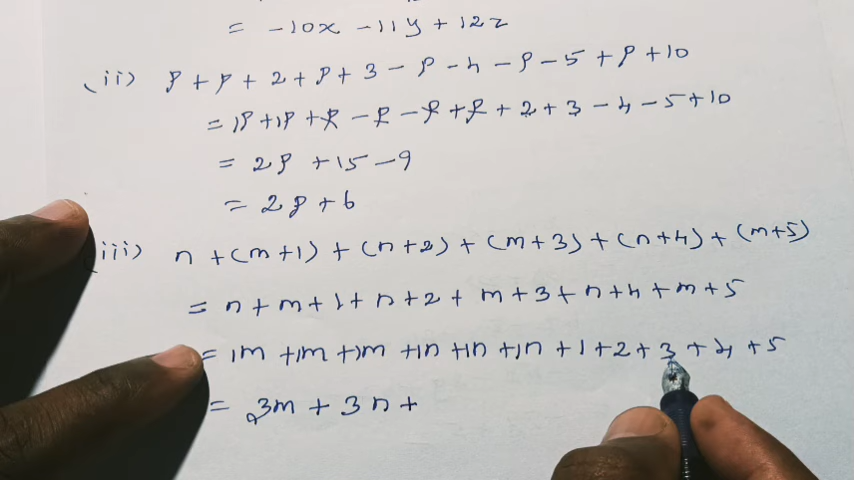 = -10x - 11y + 12z
(ii) p + p + 2 + p + 3 - p - 4 - p - 5 + p + 10
= 1p + 1p + p - p - p + p + 2 + 3 - 4 - 5 + 10
= 2p + 15 - 9
= 2p + 6
(iii) n + (m+1) + (n+2) + (m+3) + (n+4) + (m+5)
= n + m + 1 + n + 2 + m + 3 + n + 4 + m + 5
= 1m + 1m + 1m + 1n + 1n + 1n + 1 + 2 + 3 + 4 + 5
= 3m + 3n +